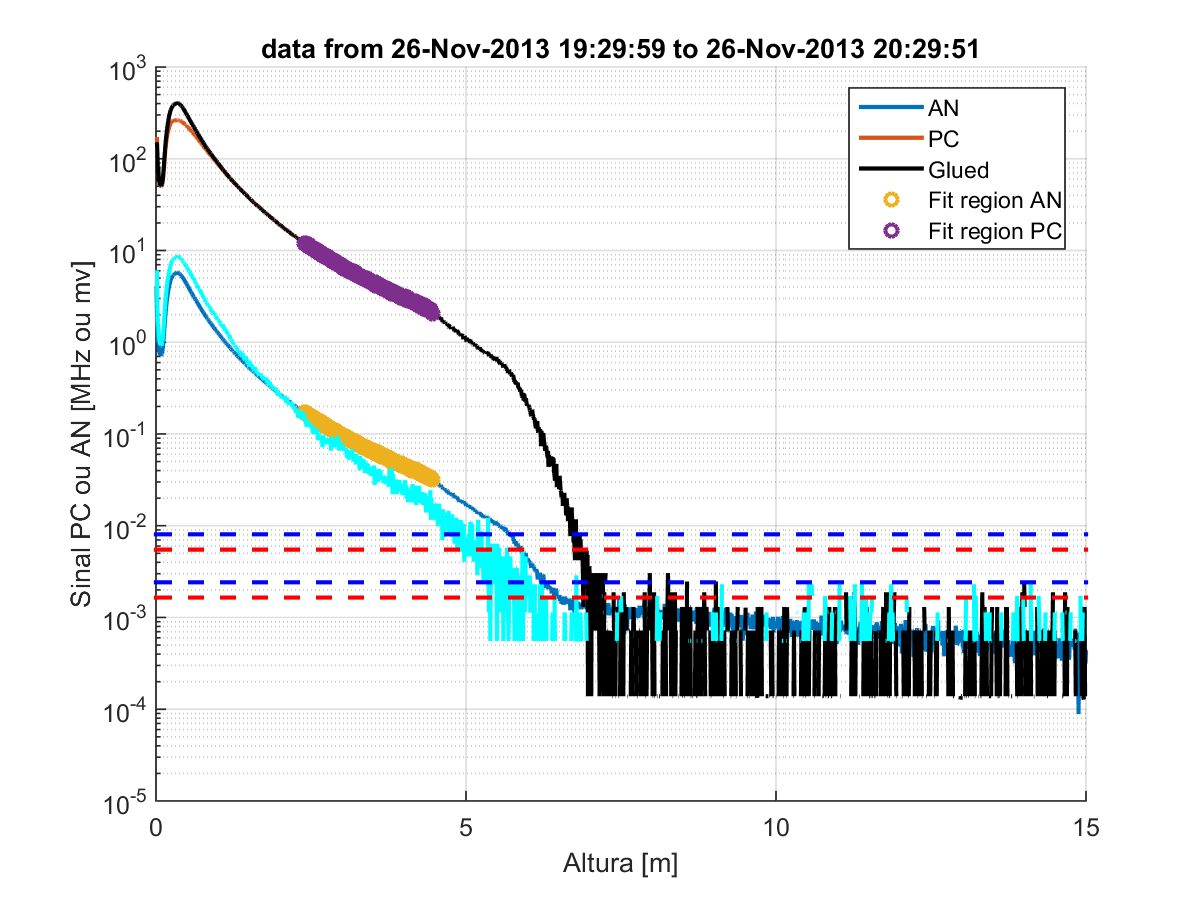 data from 26-Nov-2013 19:29:59 to 26-Nov-2013 20:29:51
AN
PC
Glued
Fit region AN
Fit region PC
Sinal PC ou AN [MHz ou mv]
10^3
10^2
10^1
10^0
10^-1
10^-2
10^-3
10^-4
10^-5
0 5 10 15
Altura [m]